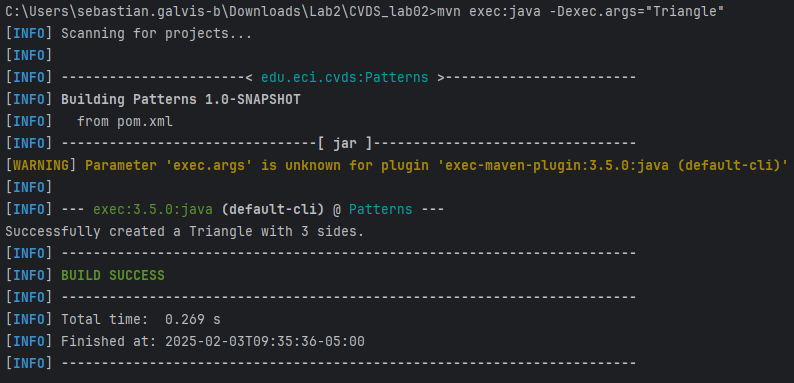 C:\Users\sebastian.galvis-b\Downloads\Lab2\CVDS_lab02>mvn exec:java -Dexec.args="Triangle"
[INFO] Scanning for projects...
[INFO]
[INFO] -----------------------< edu.eci.cvds:Patterns >------------------------
[INFO] Building Patterns 1.0-SNAPSHOT
[INFO]   from pom.xml
[INFO] --------------------------------[ jar ]---------------------------------
[WARNING] Parameter 'exec.args' is unknown for plugin 'exec-maven-plugin:3.5.0:java (default-cli)'
[INFO]
[INFO] --- exec:3.5.0:java (default-cli) @ Patterns ---
Successfully created a Triangle with 3 sides.
[INFO] ------------------------------------------------------------------------
[INFO] BUILD SUCCESS
[INFO] ------------------------------------------------------------------------
[INFO] Total time:  0.269 s
[INFO] Finished at: 2025-02-03T09:35:36-05:00
[INFO] ------------------------------------------------------------------------